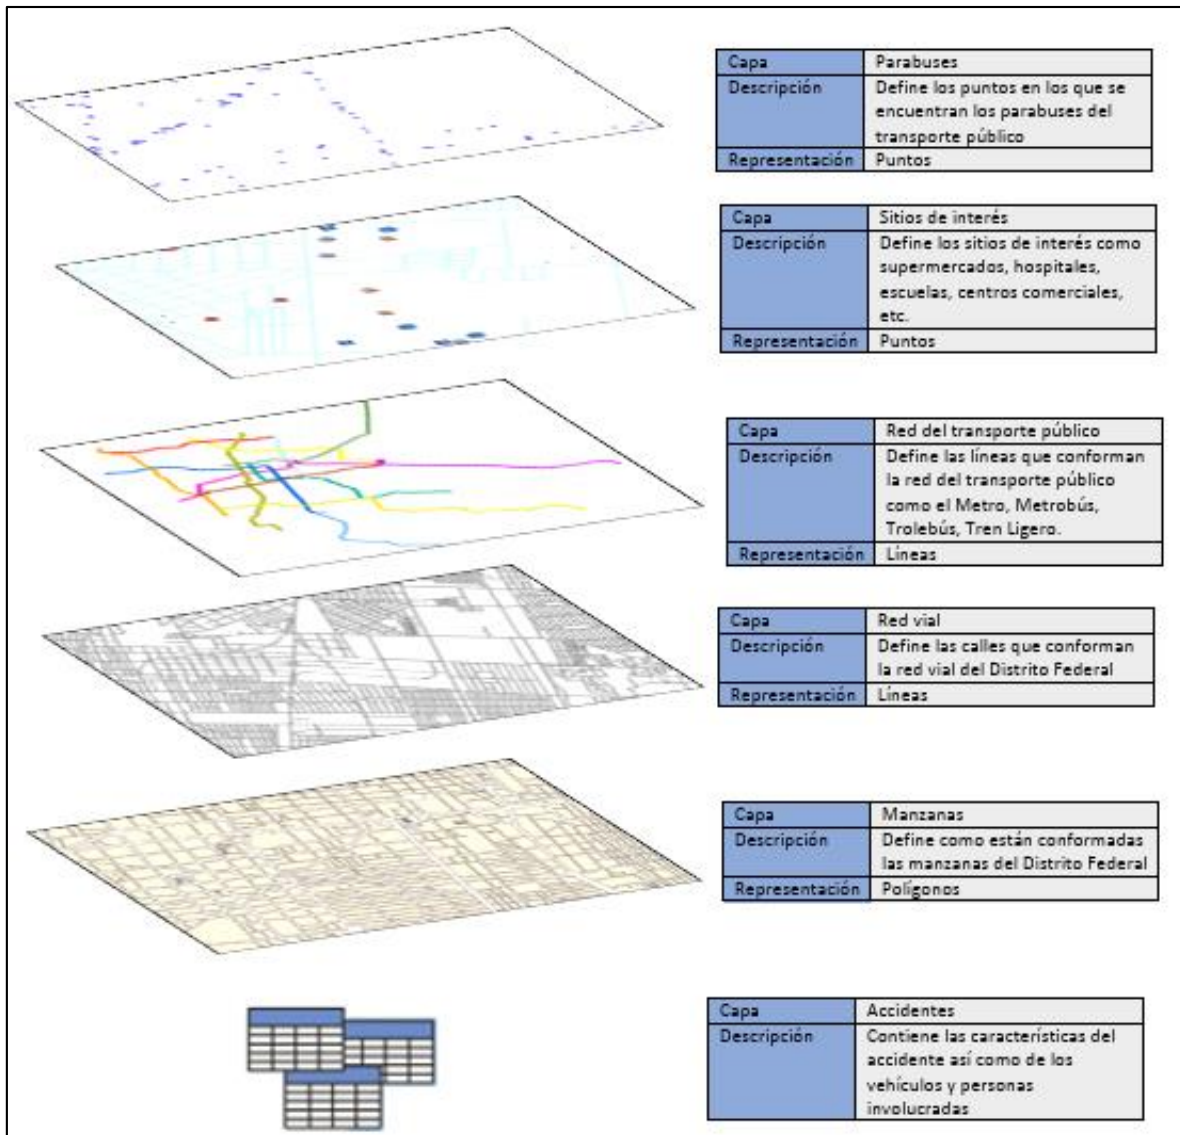 Capa Parabuses
Descripción Define los puntos en los que se
encuentran los parabuses del
transporte público
Representación Puntos
Capa Sitios de interés
Descripción Define los sitios de interés como
supermercados, hospitales,
escuelas, centros comerciales,
etc.
Representación Puntos
Capa Red del transporte público
Descripción Define las líneas que conforman
la red del transporte público
como el Metro, Metrobús,
Trolebús, Tren Ligero.
Representación Líneas
Capa Red vial
Descripción Define las calles que conforman
la red vial del Distrito Federal
Representación Líneas
Capa Manzanas
Descripción Define como están conformadas
las manzanas del Distrito Federal
Representación Polígonos
Capa Accidentes
Descripción Contiene las características del
accidente así como de los
vehículos y personas
involucradas